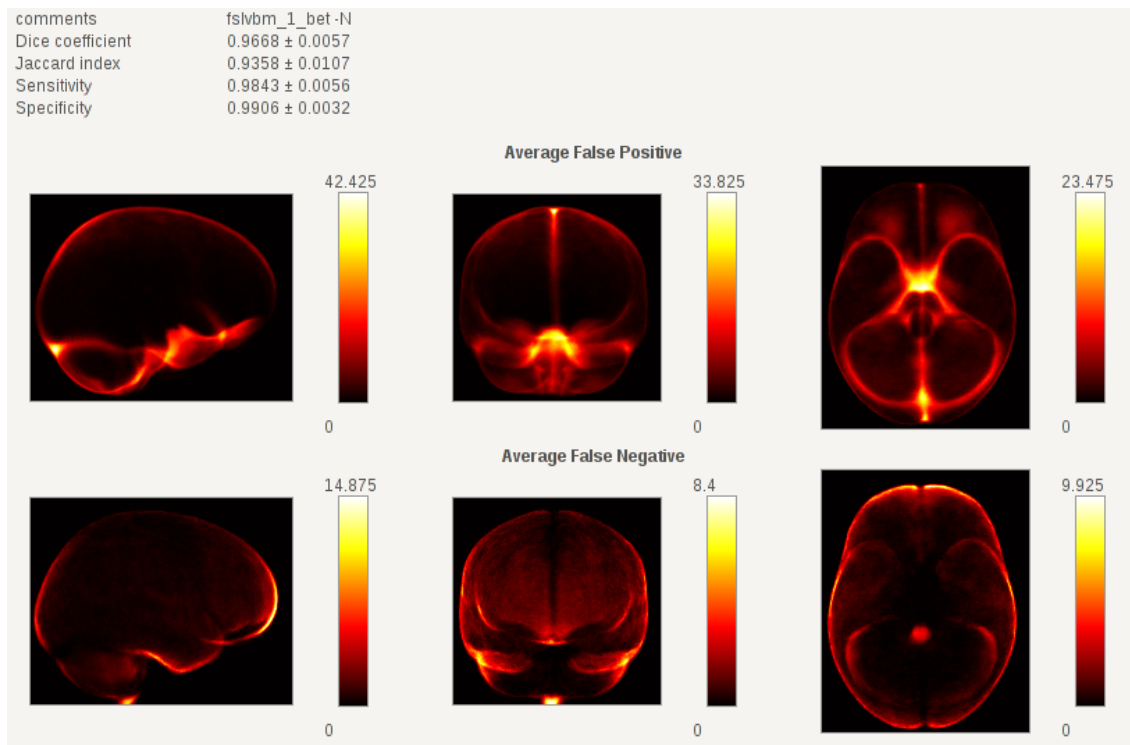 comments fslvbm_1_bet -N
Dice coefficient 0.9668 ± 0.0057
Jaccard index 0.9358 ± 0.0107
Sensitivity 0.9843 ± 0.0056
Specificity 0.9906 ± 0.0032
Average False Positive
42.425 33.825 23.475
0 0 0
Average False Negative
14.875 8.4 9.925
0 0 0